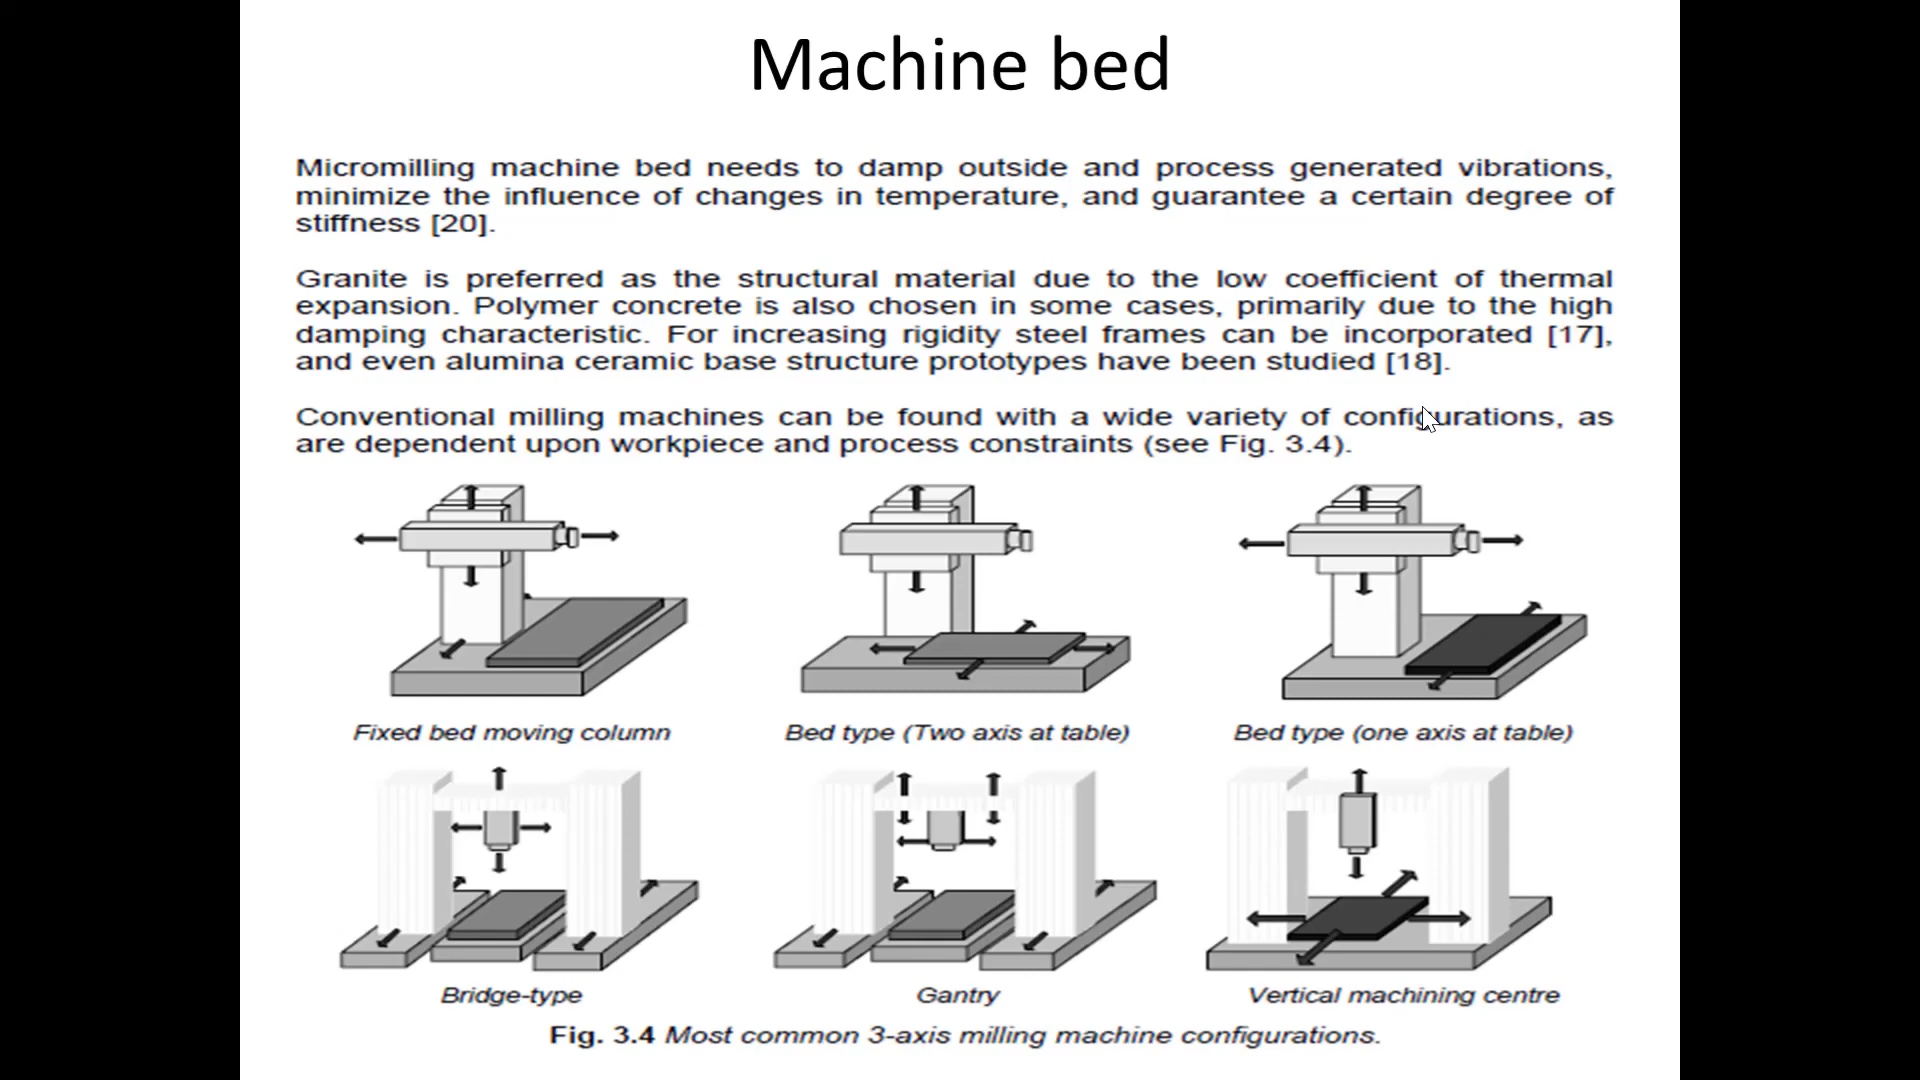 Machine bed
Micromilling machine bed needs to damp outside and process generated vibrations,
minimize the influence of changes in temperature, and guarantee a certain degree of
stiffness [20].
Granite is preferred as the structural material due to the low coefficient of thermal
expansion. Polymer concrete is also chosen in some cases, primarily due to the high
damping characteristic. For increasing rigidity steel frames can be incorporated [17],
and even alumina ceramic base structure prototypes have been studied [18].
Conventional milling machines can be found with a wide variety of configurations, as
are dependent upon workpiece and process constraints (see Fig. 3.4).
Fixed bed moving column
Bed type (Two axis at table)
Bed type (one axis at table)
Bridge-type
Gantry
Vertical machining centre
Fig. 3.4 Most common 3-axis milling machine configurations.